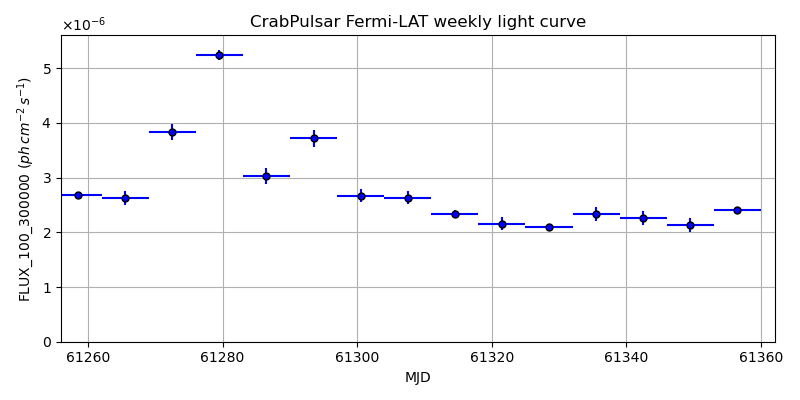 CrabPulsar Fermi-LAT weekly light curve
×10⁻⁶
FLUX_100_300000 (ph cm⁻² s⁻¹)
5
4
3
2
1
0
61260 61280 61300 61320 61340 61360
MJD